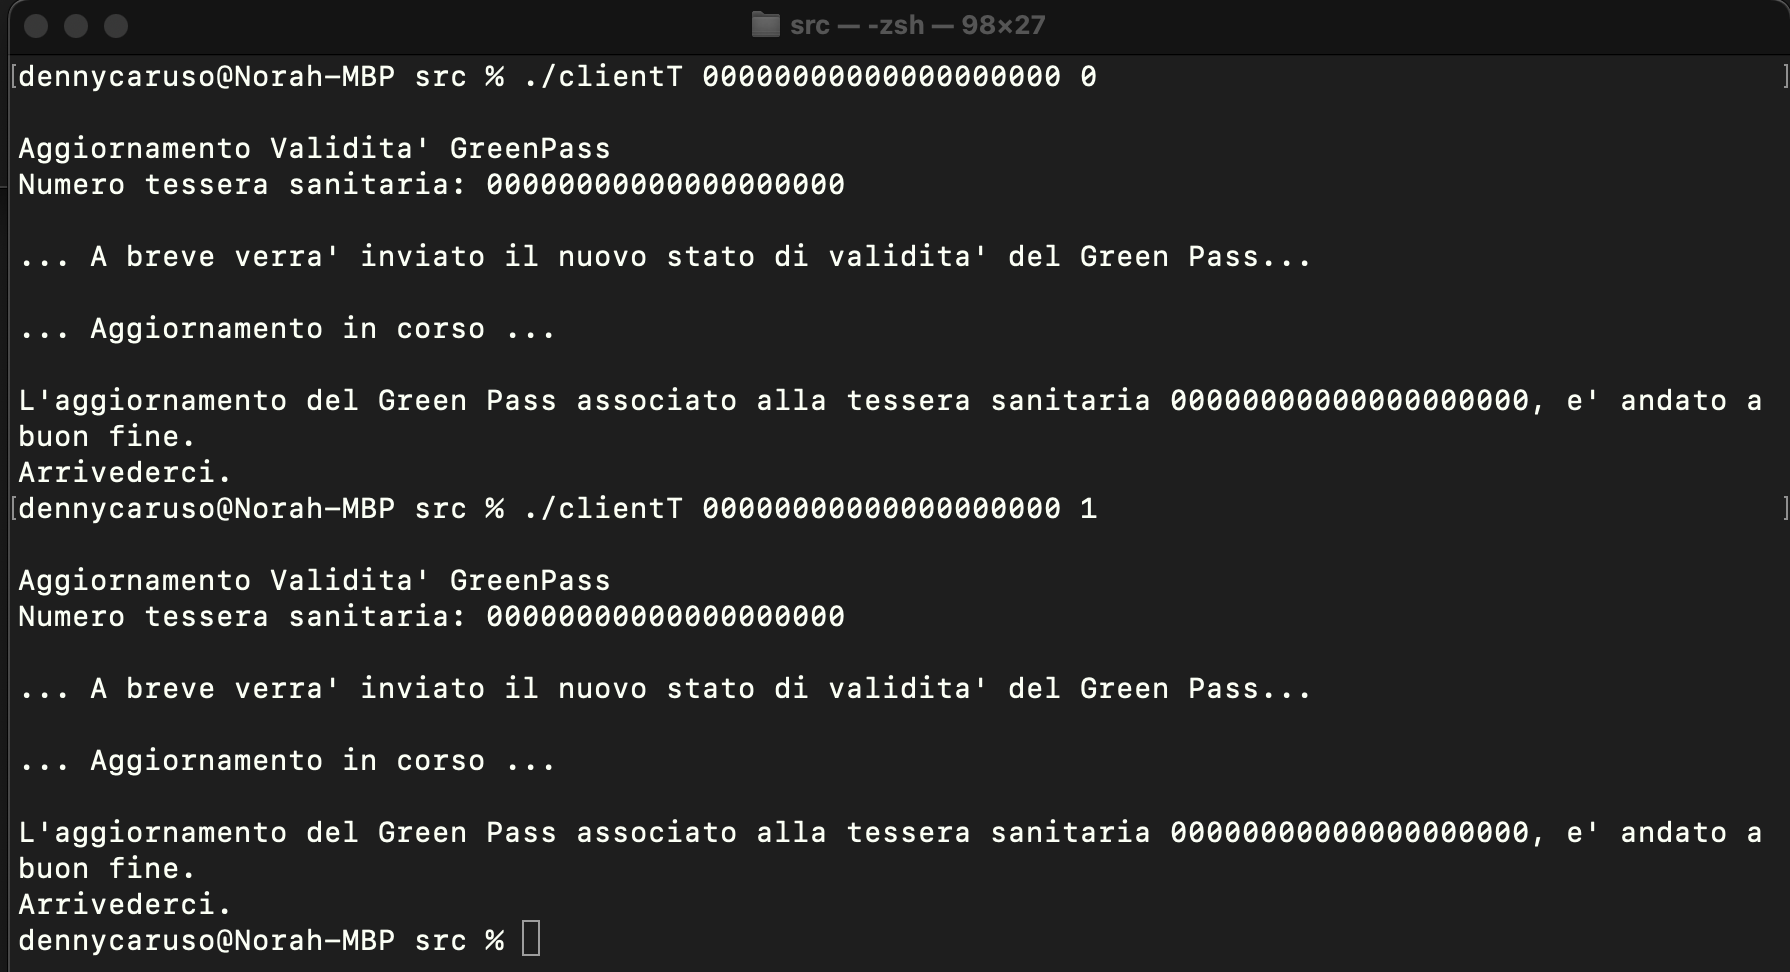 src — -zsh — 98×27
[dennycaruso@Norah-MBP src % ./clientT 00000000000000000000 0 ]
Aggiornamento Validita' GreenPass
Numero tessera sanitaria: 00000000000000000000
... A breve verra' inviato il nuovo stato di validita' del Green Pass...
... Aggiornamento in corso ...
L'aggiornamento del Green Pass associato alla tessera sanitaria 00000000000000000000, e' andato a
buon fine.
Arrivederci.
[dennycaruso@Norah-MBP src % ./clientT 00000000000000000000 1 ]
Aggiornamento Validita' GreenPass
Numero tessera sanitaria: 00000000000000000000
... A breve verra' inviato il nuovo stato di validita' del Green Pass...
... Aggiornamento in corso ...
L'aggiornamento del Green Pass associato alla tessera sanitaria 00000000000000000000, e' andato a
buon fine.
Arrivederci.
dennycaruso@Norah-MBP src %